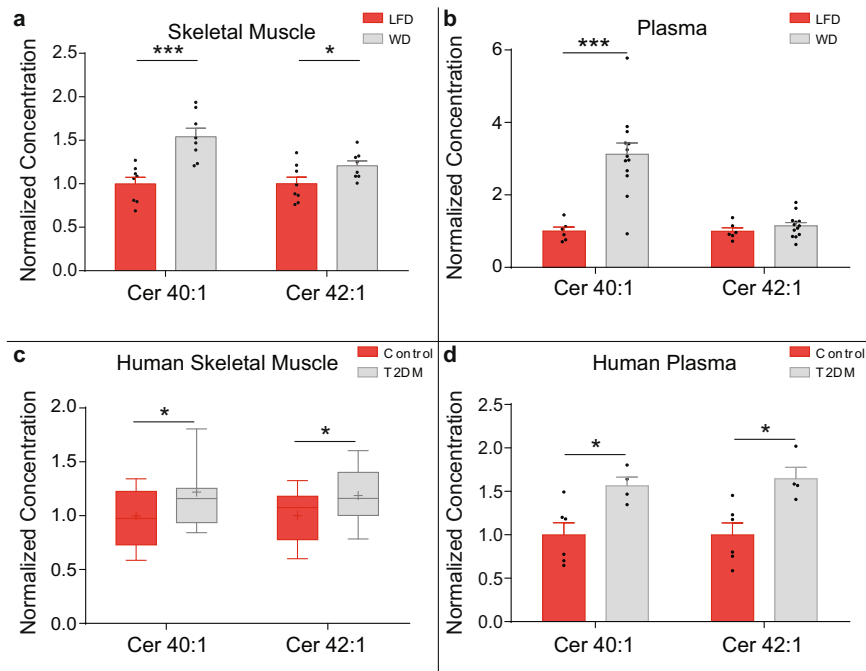 a
Skeletal Muscle
LFD
WD
Normalized Concentration
2.5
2.0
1.5
1.0
0.5
0.0
***
*
Cer 40:1
Cer 42:1
b
Plasma
LFD
WD
Normalized Concentration
6
4
2
0
***
Cer 40:1
Cer 42:1
c
Human Skeletal Muscle
Control
T2DM
Normalized Concentration
2.0
1.5
1.0
0.5
0.0
*
*
Cer 40:1
Cer 42:1
d
Human Plasma
Control
T2DM
Normalized Concentration
2.5
2.0
1.5
1.0
0.5
0.0
*
*
Cer 40:1
Cer 42:1